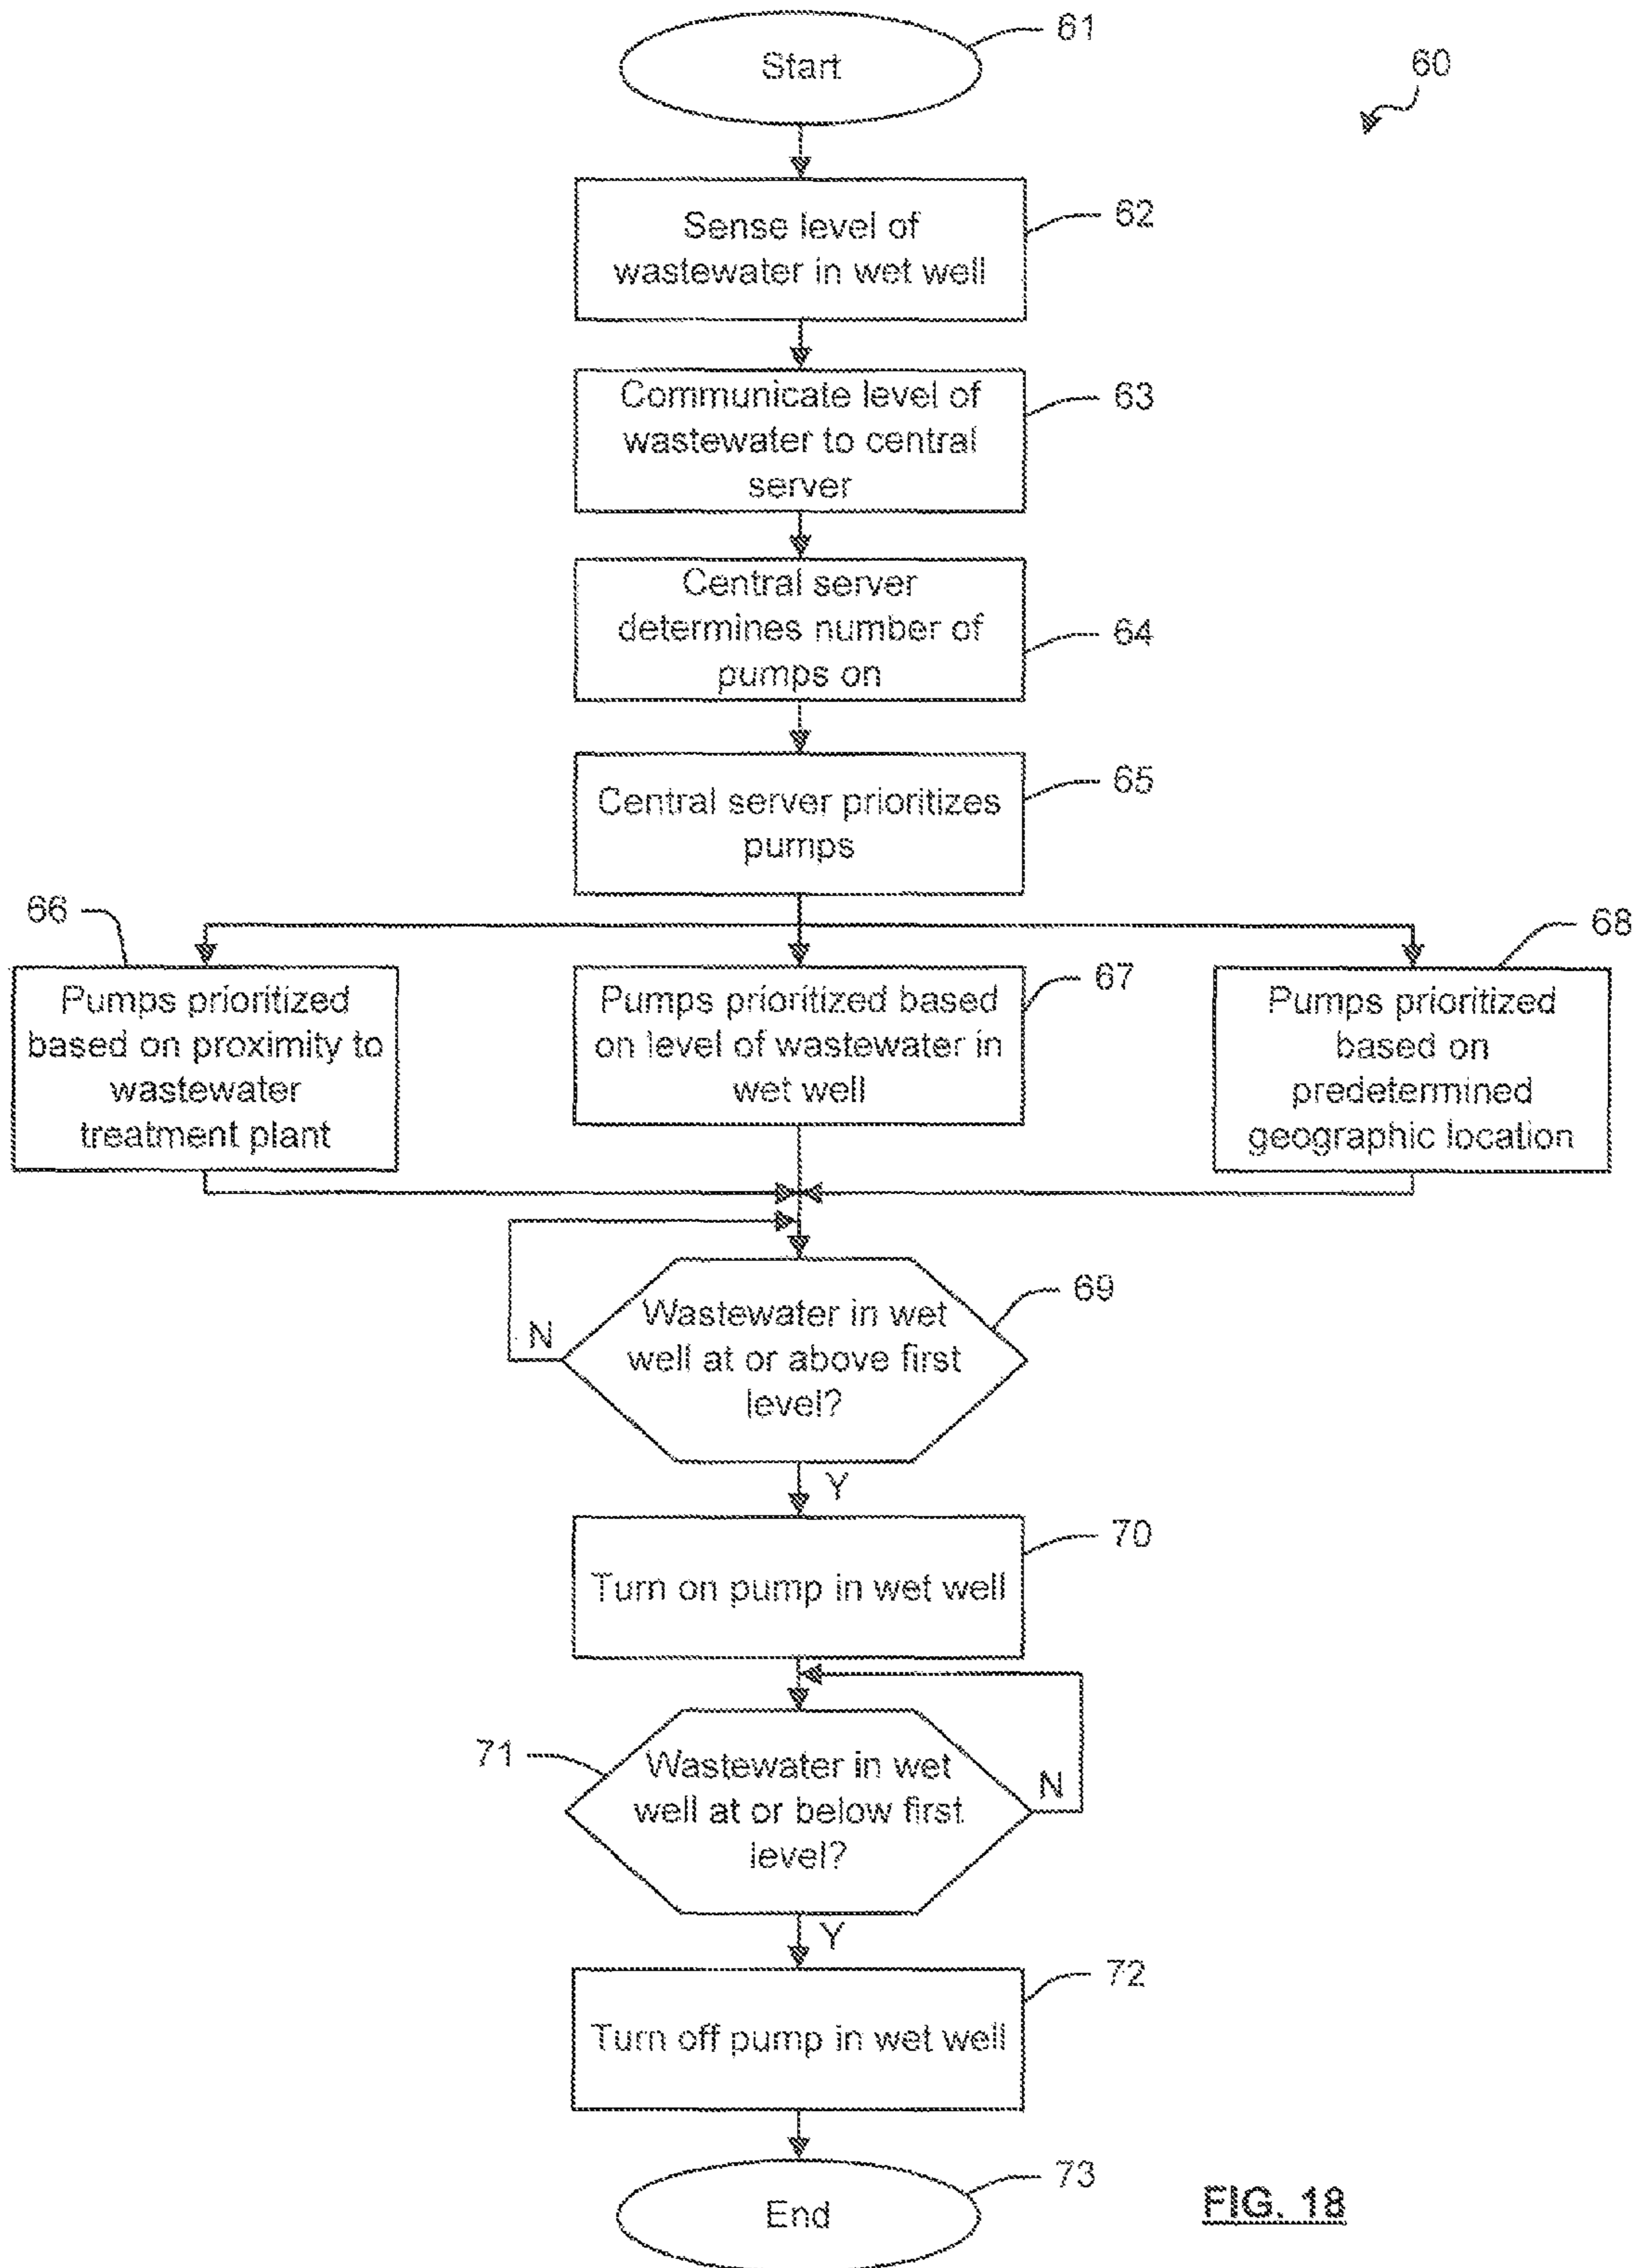 61
Start
60
62
Sense level of
wastewater in wet well
63
Communicate level of
wastewater to central
server
Central server
determines number of
pumps on
64
65
Central server prioritizes
pumps
66
Pumps prioritized
based on proximity to
wastewater
treatment plant
67
Pumps prioritized based
on level of wastewater in
wet well
68
Pumps prioritized
based on
predetermined
geographic location
69
Wastewater in wet
well at or above first
level?
N
Y
70
Turn on pump in wet well
71
Wastewater in wet
well at or below first
level?
N
Y
72
Turn off pump in wet well
73
End
FIG. 18